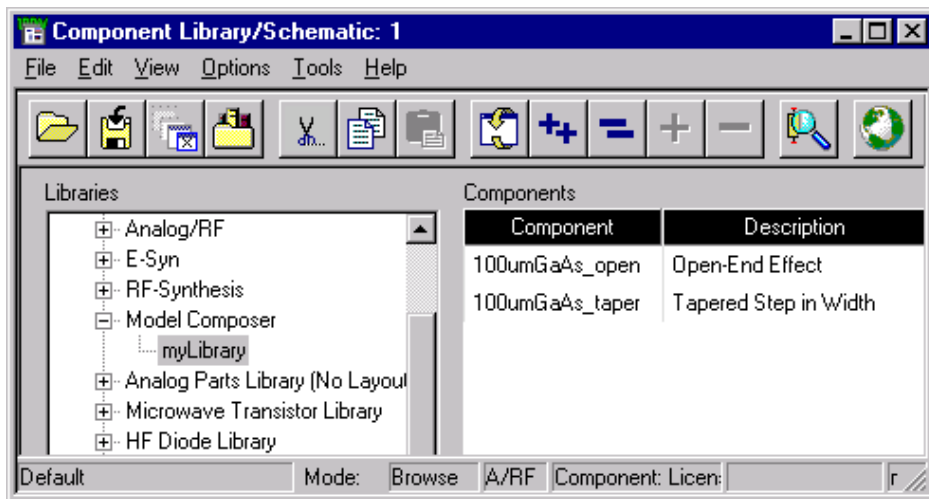 Component Library/Schematic: 1
File Edit View Options Tools Help
Libraries
Analog/RF
E-Syn
RF-Synthesis
Model Composer
myLibrary
Analog Parts Library (No Layout
Microwave Transistor Library
HF Diode Library
Components
Component Description
100umGaAs_open Open-End Effect
100umGaAs_taper Tapered Step in Width
Default Mode: Browse A/RF Component: Licen: r